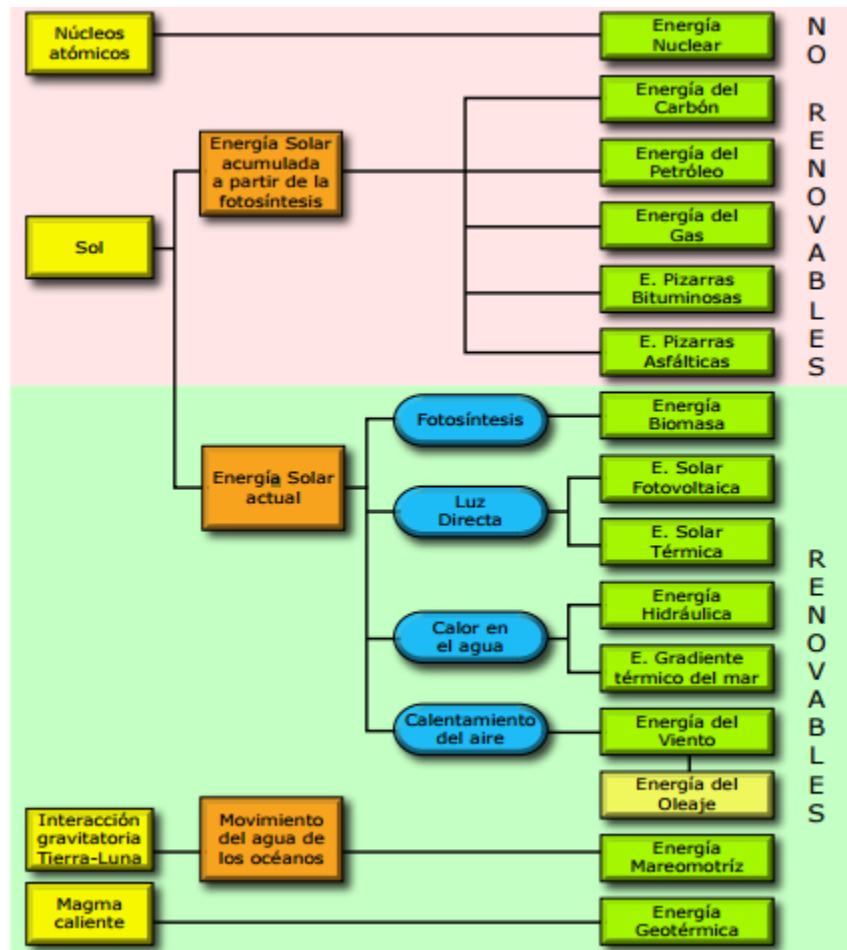 Núcleos
atómicos
Energía
Nuclear
Energía del
Carbón
Energía Solar
acumulada
a partir de la
fotosíntesis
Energía del
Petróleo
Sol
Energía del
Gas
E. Pizarras
Bituminosas
E. Pizarras
Asfálticas
NO RENOVABLES
Fotosíntesis
Energía
Biomasa
Energía Solar
actual
Luz
Directa
E. Solar
Fotovoltaica
E. Solar
Térmica
Calor en
el agua
Energía
Hidráulica
E. Gradiente
térmico del mar
Calentamiento
del aire
Energía del
Viento
Energía del
Oleaje
RENOVABLES
Interacción
gravitatoria
Tierra-Luna
Movimiento
del agua de
los océanos
Energía
Mareomotríz
Magma
caliente
Energía
Geotérmica